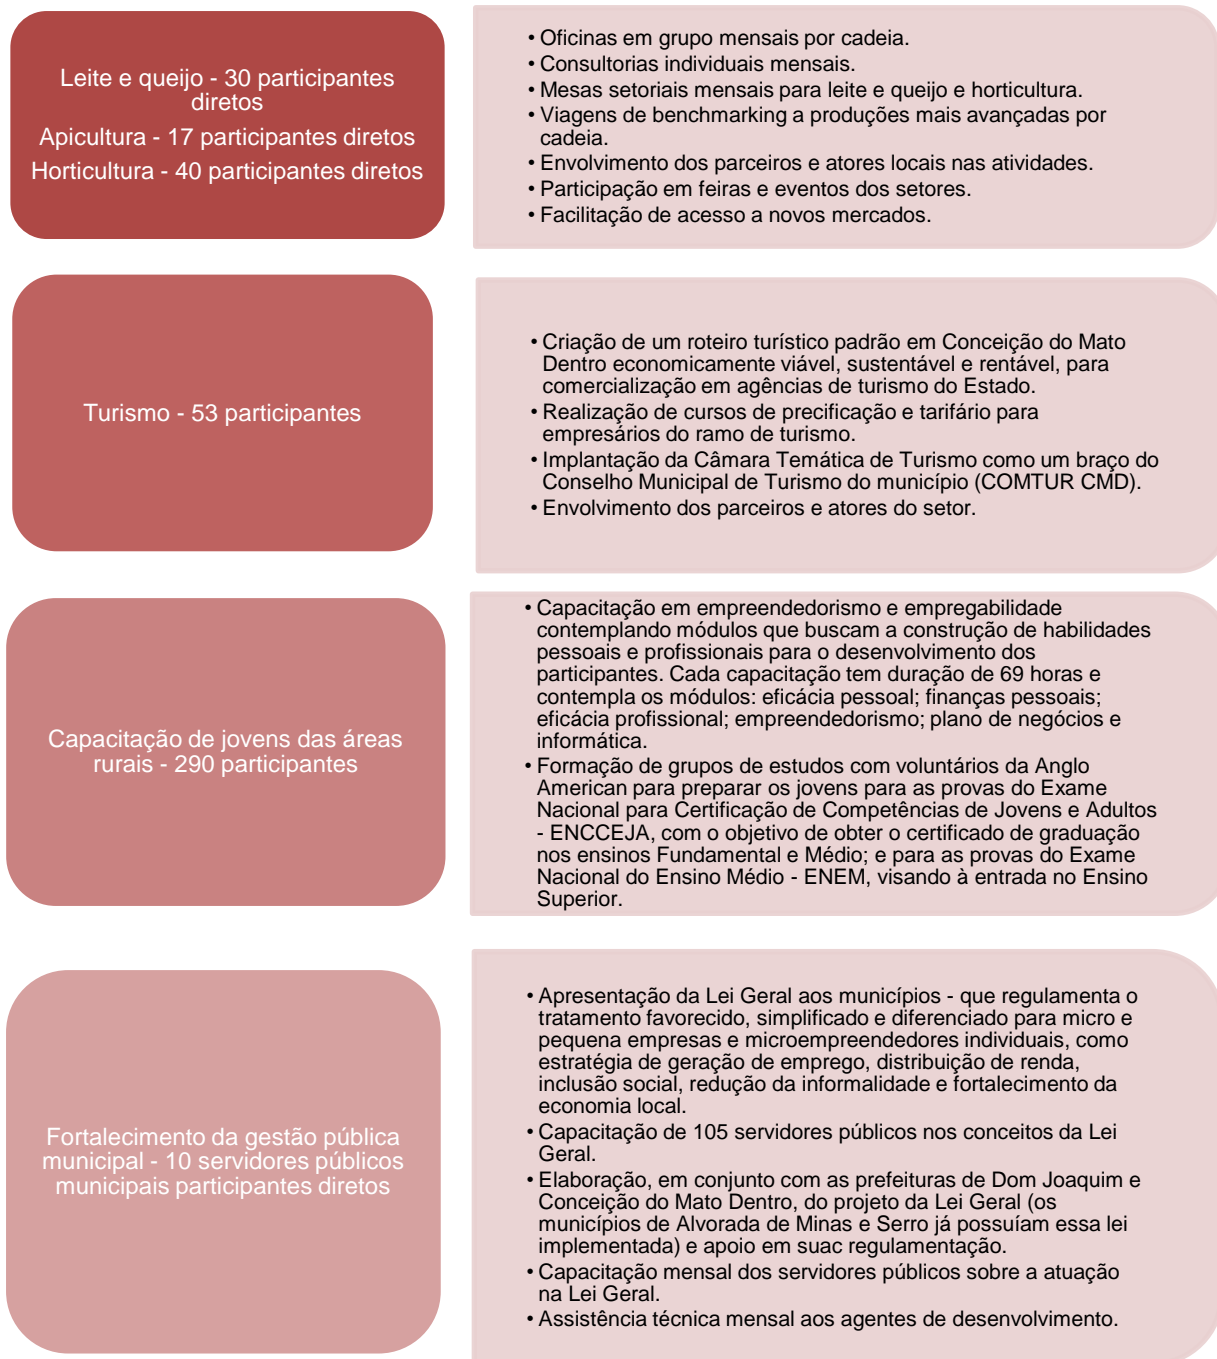 Leite e queijo - 30 participantes
diretos
Apicultura - 17 participantes diretos
Horticultura - 40 participantes diretos
• Oficinas em grupo mensais por cadeia.
• Consultorias individuais mensais.
• Mesas setoriais mensais para leite e queijo e horticultura.
• Viagens de benchmarking a produções mais avançadas por
cadeia.
• Envolvimento dos parceiros e atores locais nas atividades.
• Participação em feiras e eventos dos setores.
• Facilitação de acesso a novos mercados.
Turismo - 53 participantes
• Criação de um roteiro turístico padrão em Conceição do Mato
Dentro economicamente viável, sustentável e rentável, para
comercialização em agências de turismo do Estado.
• Realização de cursos de precificação e tarifário para
empresários do ramo de turismo.
• Implantação da Câmara Temática de Turismo como um braço do
Conselho Municipal de Turismo do município (COMTUR CMD).
• Envolvimento dos parceiros e atores do setor.
Capacitação de jovens das áreas
rurais - 290 participantes
• Capacitação em empreendedorismo e empregabilidade
contemplando módulos que buscam a construção de habilidades
pessoais e profissionais para o desenvolvimento dos
participantes. Cada capacitação tem duração de 69 horas e
contempla os módulos: eficácia pessoal; finanças pessoais;
eficácia profissional; empreendedorismo; plano de negócios e
informática.
• Formação de grupos de estudos com voluntários da Anglo
American para preparar os jovens para as provas do Exame
Nacional para Certificação de Competências de Jovens e Adultos
- ENCCEJA, com o objetivo de obter o certificado de graduação
nos ensinos Fundamental e Médio; e para as provas do Exame
Nacional do Ensino Médio - ENEM, visando à entrada no Ensino
Superior.
Fortalecimento da gestão pública
municipal - 10 servidores públicos
municipais participantes diretos
• Apresentação da Lei Geral aos municípios - que regulamenta o
tratamento favorecido, simplificado e diferenciado para micro e
pequena empresas e microempreendedores individuais, como
estratégia de geração de emprego, distribuição de renda,
inclusão social, redução da informalidade e fortalecimento da
economia local.
• Capacitação de 105 servidores públicos nos conceitos da Lei
Geral.
• Elaboração, em conjunto com as prefeituras de Dom Joaquim e
Conceição do Mato Dentro, do projeto da Lei Geral (os
municípios de Alvorada de Minas e Serro já possuíam essa lei
implementada) e apoio em suac regulamentação.
• Capacitação mensal dos servidores públicos sobre a atuação
na Lei Geral.
• Assistência técnica mensal aos agentes de desenvolvimento.